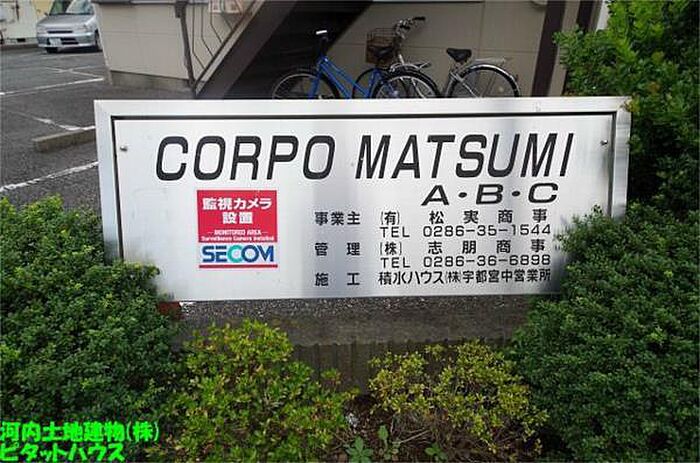 CORPO MATSUMI
A・B・C
監視カメラ
設置
MONITORED AREA
Surveillance Camera Installed
SECOM
事業主 (有) 松実商事
TEL 0286-35-1544
管理 (株) 志朋商事
TEL 0286-36-6898
施工 積水ハウス(株)宇都宮中営業所
河内土地建物(株)
ピタットハウス